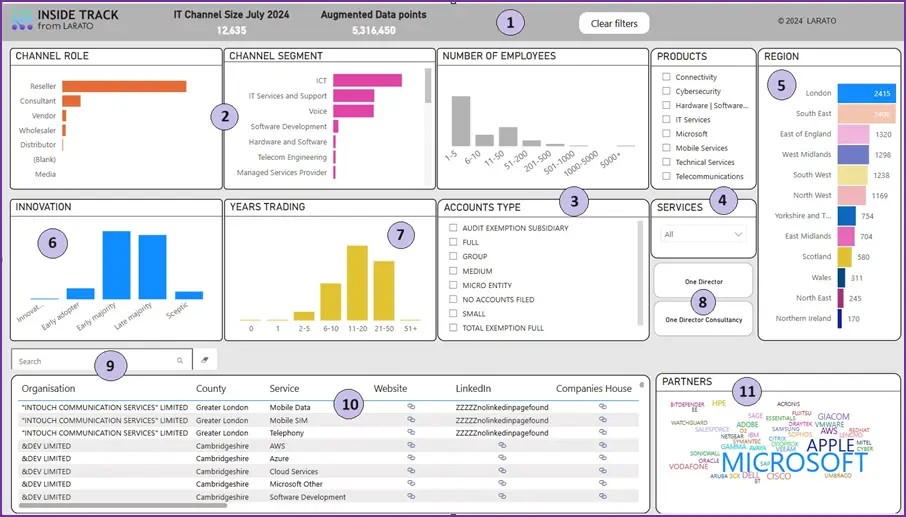 INSIDE TRACK
from LARATO
IT Channel Size July 2024
12,635
Augmented Data points
5,316,450
1
Clear filters
© 2024 LARATO
CHANNEL ROLE
Reseller
Consultant
Vendor
Wholesaler
Distributor
(Blank)
Media
2
CHANNEL SEGMENT
ICT
IT Services and Support
Voice
Software Development
Hardware and Software
Telecom Engineering
Managed Services Provider
NUMBER OF EMPLOYEES
1-5
6-10
11-50
51-200
201-500
501-1000
1000-5000
5000+
PRODUCTS
Connectivity
Cybersecurity
Hardware | Software...
IT Services
Microsoft
Mobile Services
Technical Services
Telecommunications
REGION
5
London 2415
South East 2406
East of England 1320
West Midlands 1298
South West 1238
North West 1169
Yorkshire and T... 754
East Midlands 704
Scotland 580
Wales 311
North East 245
Northern Ireland 170
INNOVATION
6
Innovat...
Early adopter
Early majority
Late majority
Sceptic
YEARS TRADING
7
0
1
2-5
6-10
11-20
21-50
51+
ACCOUNTS TYPE
3
AUDIT EXEMPTION SUBSIDIARY
FULL
GROUP
MEDIUM
MICRO ENTITY
NO ACCOUNTS FILED
SMALL
TOTAL EXEMPTION FULL
SERVICES
4
All
One Director
8
One Director Consultancy
Search
9
Organisation County Service Website LinkedIn Companies House
10
"INTOUCH COMMUNICATION SERVICES" LIMITED Greater London Mobile Data ZZZZZnolinkedinpagefound
"INTOUCH COMMUNICATION SERVICES" LIMITED Greater London Mobile SIM ZZZZZnolinkedinpagefound
"INTOUCH COMMUNICATION SERVICES" LIMITED Greater London Telephony ZZZZZnolinkedinpagefound
&DEV LIMITED Cambridgeshire AWS
&DEV LIMITED Cambridgeshire Azure
&DEV LIMITED Cambridgeshire Cloud Services
&DEV LIMITED Cambridgeshire Microsoft Other
&DEV LIMITED Cambridgeshire Software Development
PARTNERS
11
BITDEFENDER
EE
HPE
ACRONIS
SAGE
FUJITSU
ESSENTIALS
GIACOM
WATCHGUARD
SALESFORCE
ADOBE
O2
DRAYTEK
VMWARE
SAMSUNG
AWS
REDHAT
NETGEAR
IBM
SOPHOS
LENOVO
SYMANTEC
CITRIX
GAMMA
AVAYA
VEEAM
APPLE
MITEL
CYBER
SONICWALL
ORACLE
MICROSOFT
SAP
VODAFONE
ARUBA
3CX
DELL
BT
CISCO
UMBRACO